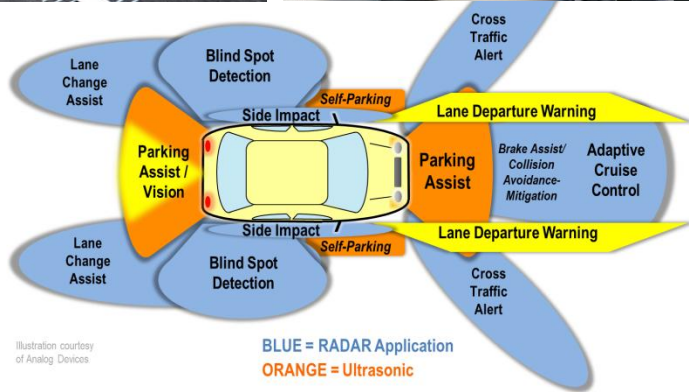 Cross
Traffic
Alert
Lane
Change
Assist
Blind Spot
Detection
Self-Parking
Side Impact
Lane Departure Warning
Parking
Assist /
Vision
Parking
Assist
Brake Assist/
Collision
Avoidance-
Mitigation
Adaptive
Cruise
Control
Side Impact
Self-Parking
Lane Departure Warning
Lane
Change
Assist
Blind Spot
Detection
Cross
Traffic
Alert
Illustration courtesy
of Analog Devices
BLUE = RADAR Application
ORANGE = Ultrasonic